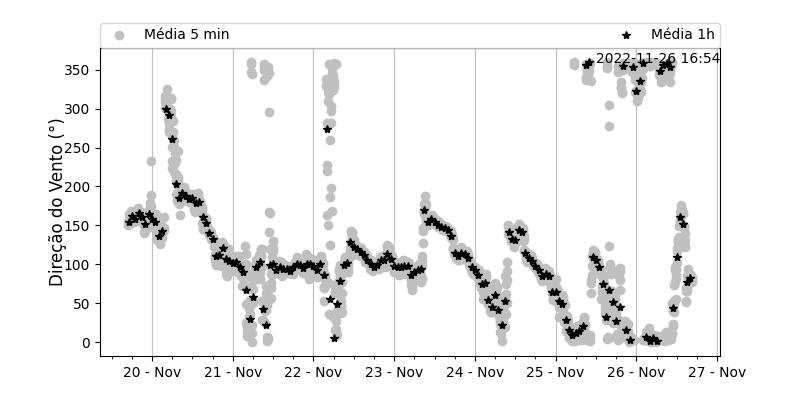 Média 5 min
Média 1h
2022-11-26 16:54
Direção do Vento (°)
350
300
250
200
150
100
50
0
20 - Nov
21 - Nov
22 - Nov
23 - Nov
24 - Nov
25 - Nov
26 - Nov
27 - Nov